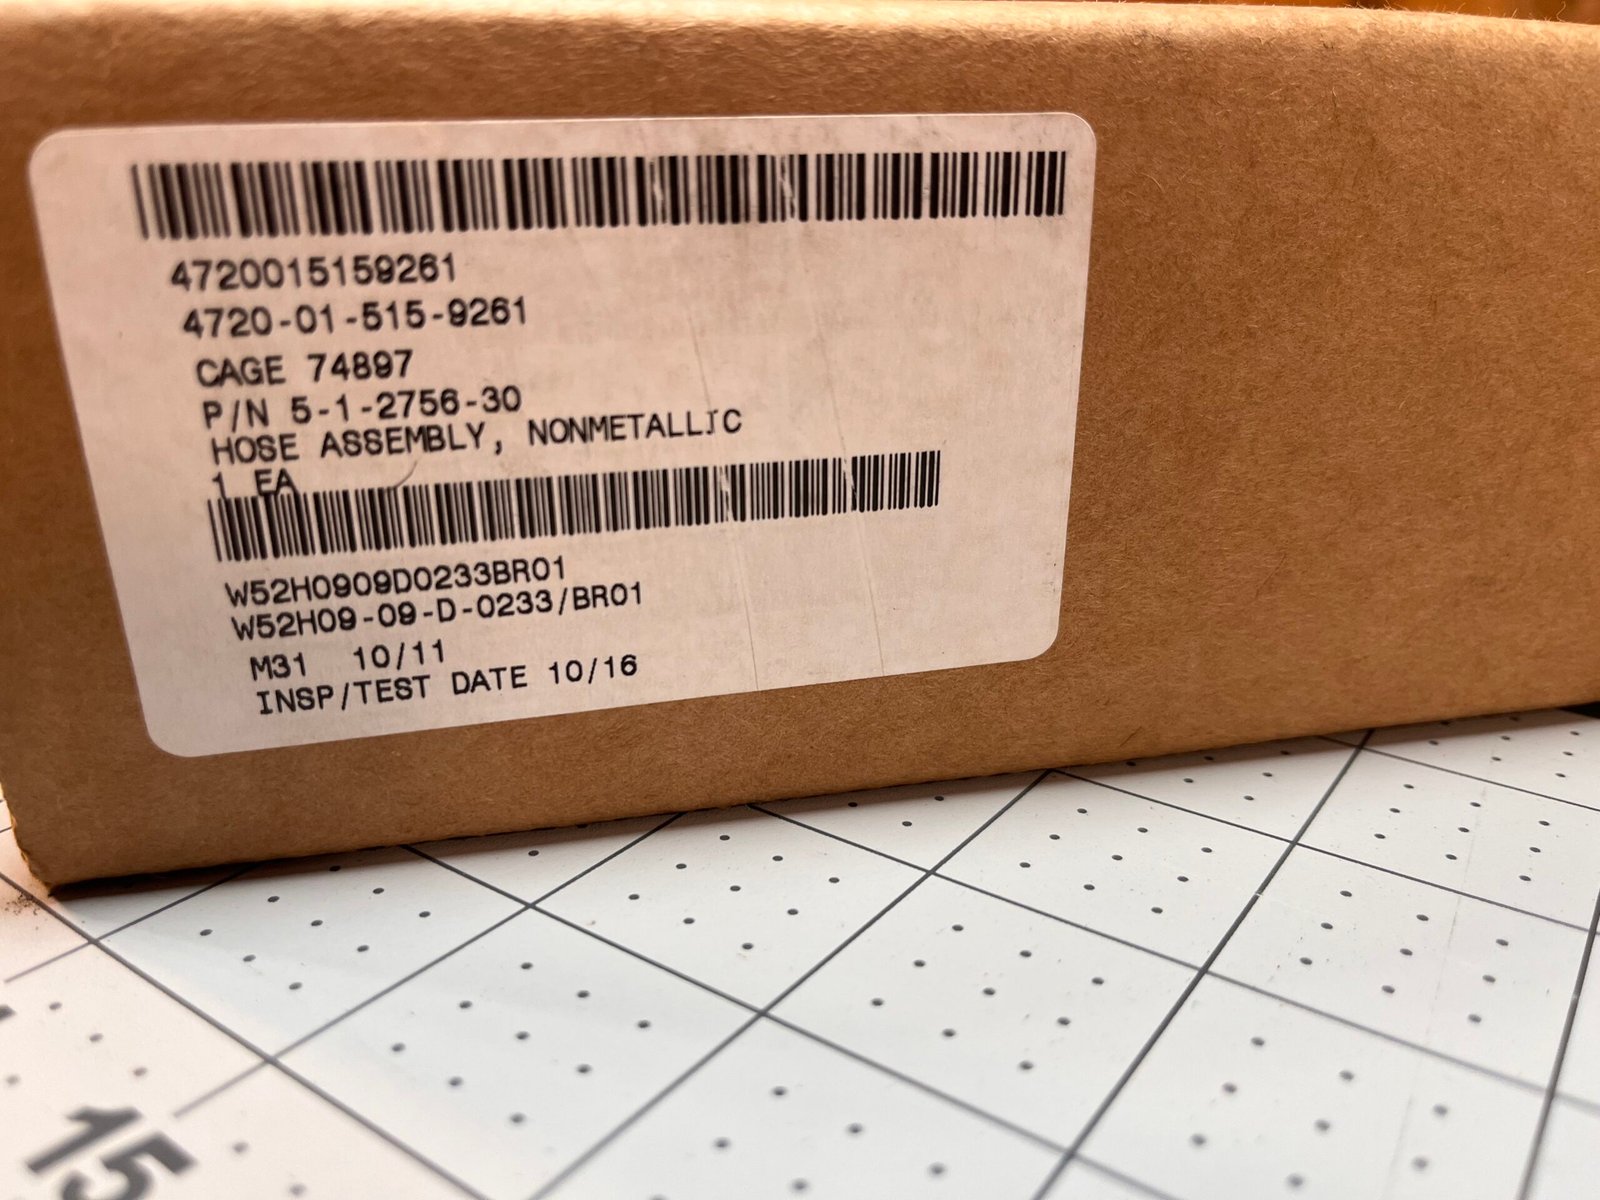 4720015159261
4720-01-515-9261
CAGE 74897
P/N 5-1-2756-30
HOSE ASSEMBLY, NONMETALLIC
1 EA
W52H0909D0233BR01
W52H09-09-D-0233/BR01
M31 10/11
INSP/TEST DATE 10/16
15